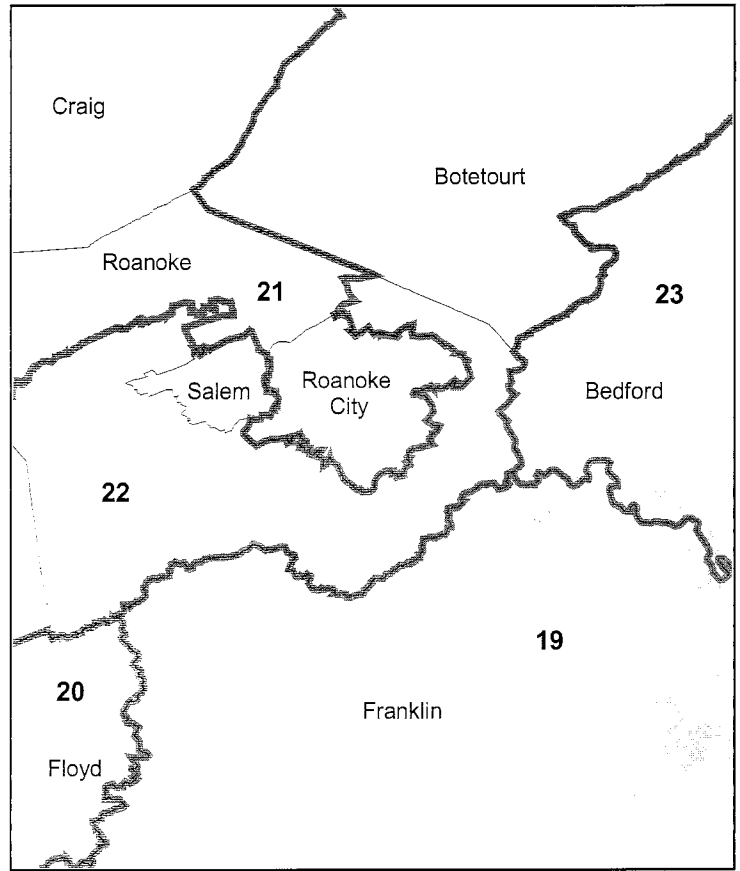 Craig
Botetourt
Roanoke
21
23
Salem
Roanoke
City
Bedford
22
19
20
Franklin
Floyd